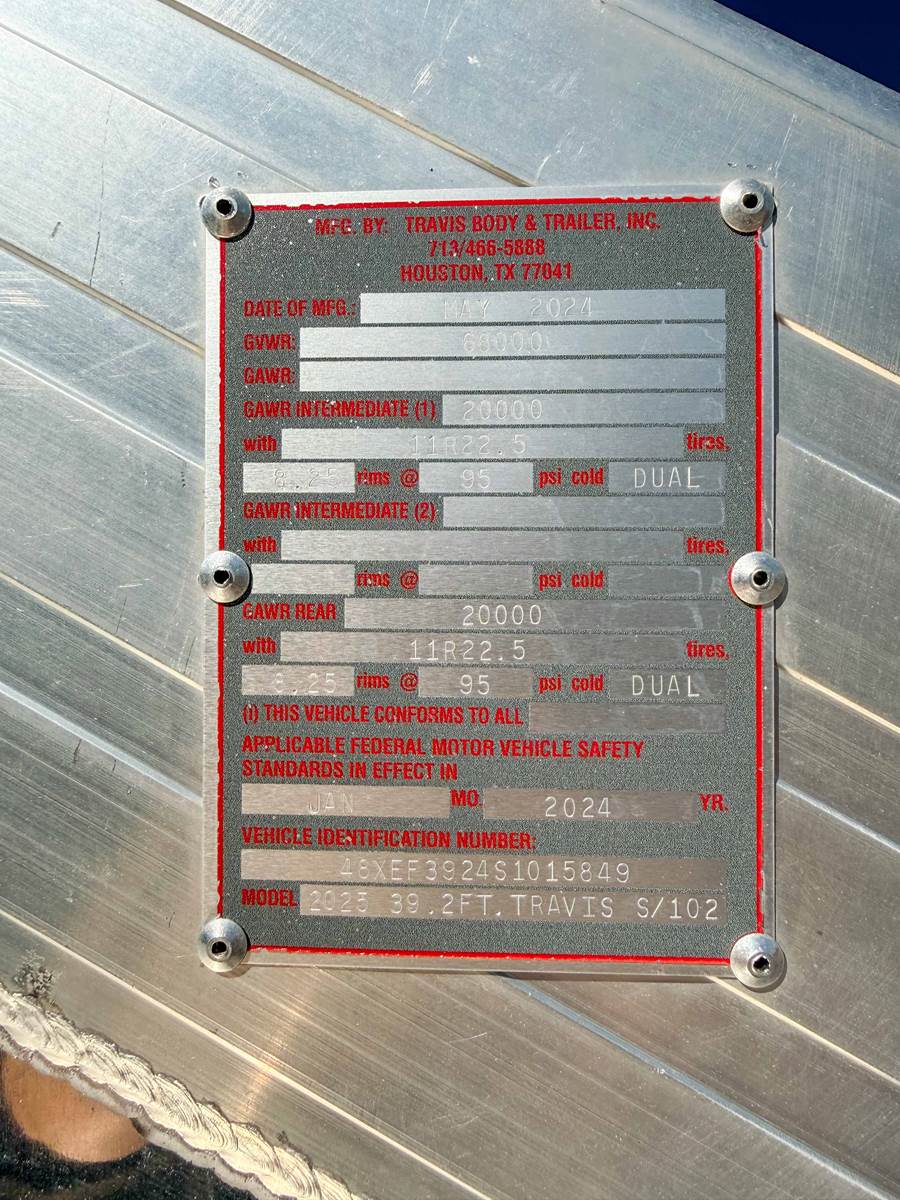 MFG. BY: TRAVIS BODY & TRAILER, INC.
713/466-5888
HOUSTON, TX 77041
DATE OF MFG.: MAY 2024
GVWR: 68000
GAWR:
GAWR INTERMEDIATE (1) 20000
with 11R22.5 tires,
8.25 rims @ 95 psi cold DUAL
GAWR INTERMEDIATE (2)
with tires,
rims @ psi cold
GAWR REAR 20000
with 11R22.5 tires,
8.25 rims @ 95 psi cold DUAL
(i) THIS VEHICLE CONFORMS TO ALL
APPLICABLE FEDERAL MOTOR VEHICLE SAFETY
STANDARDS IN EFFECT IN
JAN MO. 2024 YR.
VEHICLE IDENTIFICATION NUMBER:
48XEF3924S1015849
MODEL 2025 39.2FT.TRAVIS S/102